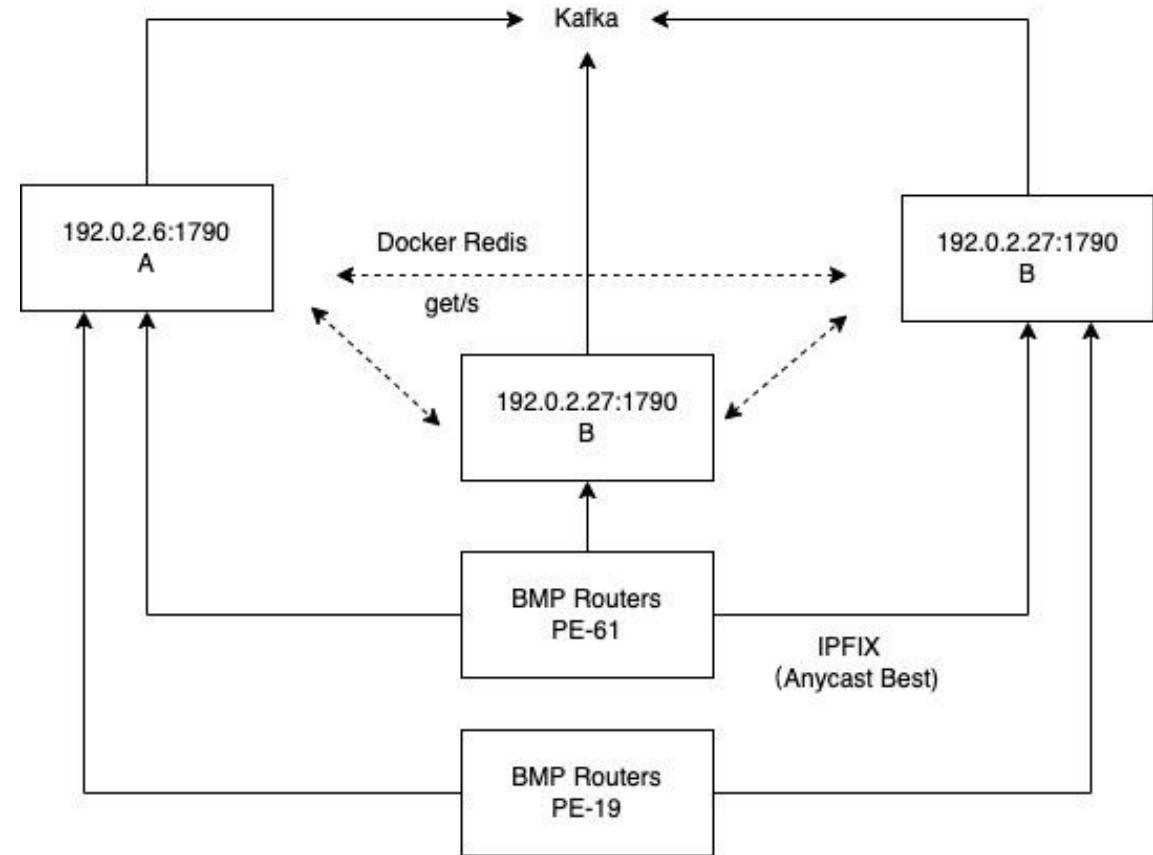 Kafka
192.0.2.6:1790
A
Docker Redis
get/s
192.0.2.27:1790
B
192.0.2.27:1790
B
BMP Routers
PE-61
IPFIX
(Anycast Best)
BMP Routers
PE-19